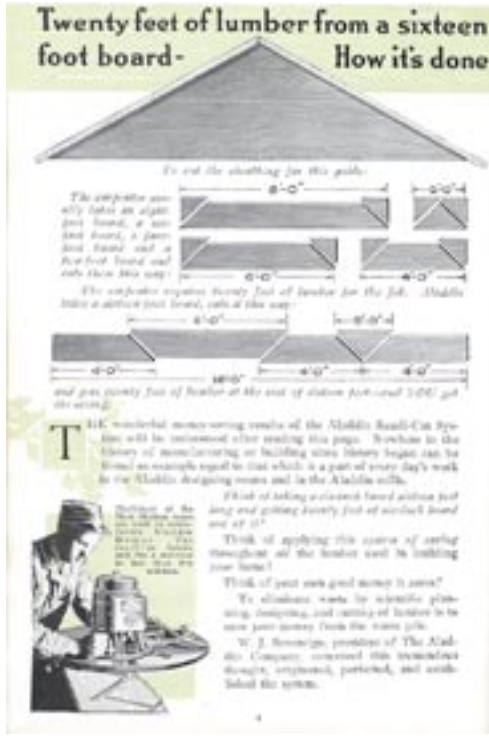 Twenty feet of lumber from a sixteen
foot board- How it's done
To cut the sheathing for this gable:
The carpenter usu-
ally takes an eight-
foot board, a six-
foot board, a four-
foot board and a
two-foot board and
cuts them this way:
8'-0" 2'-0"
6'-0" 4'-0"
The carpenter requires twenty feet of lumber for the job. Aladdin
takes a sixteen-foot board, cuts it this way:
6'-0"
4'-0" 4'-0" 4'-0"
16'-0"
and gets twenty feet of lumber at the cost of sixteen feet—and YOU get
the saving.
THE wonderful money-saving results of the Aladdin Readi-Cut Sys-
tem will be understood after reading this page. Nowhere in the
history of manufacturing or building since history began can be
found an example equal to that which is a part of every day's work
in the Aladdin designing rooms and in the Aladdin mills.
Think of taking a sixteen-inch board sixteen feet
long and getting twenty feet of board
out of it!
Think of applying this system of saving
throughout all the lumber used in building
your home!
Think of your own good money it saves!
To eliminate waste by scientific plan-
ning, designing, and cutting of lumber is to
save your money from the waste pile.
W. J. Sovereign, president of The Alad-
din Company, conceived this tremendous
thought, originated, perfected, and estab-
lished the system.